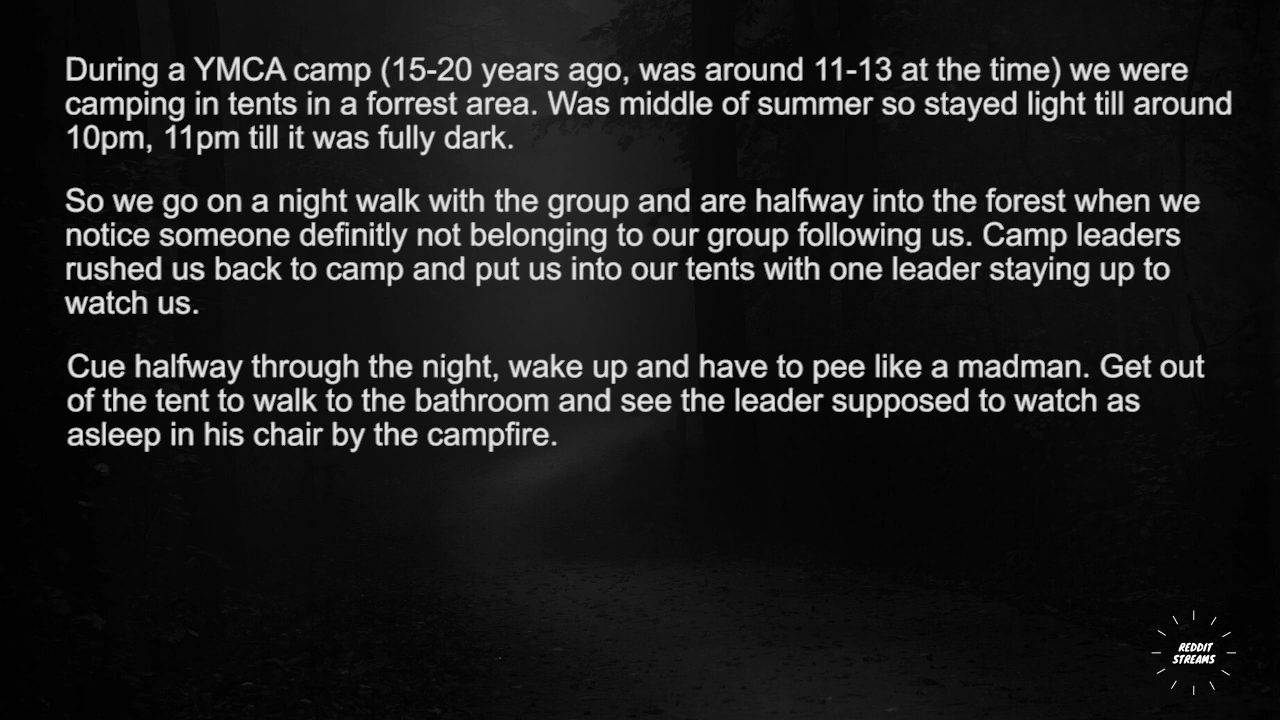 During a YMCA camp (15-20 years ago, was around 11-13 at the time) we were
camping in tents in a forrest area. Was middle of summer so stayed light till around
10pm, 11pm till it was fully dark.
So we go on a night walk with the group and are halfway into the forest when we
notice someone definitly not belonging to our group following us. Camp leaders
rushed us back to camp and put us into our tents with one leader staying up to
watch us.
Cue halfway through the night, wake up and have to pee like a madman. Get out
of the tent to walk to the bathroom and see the leader supposed to watch as
asleep in his chair by the campfire.
REDDIT
STREAMS